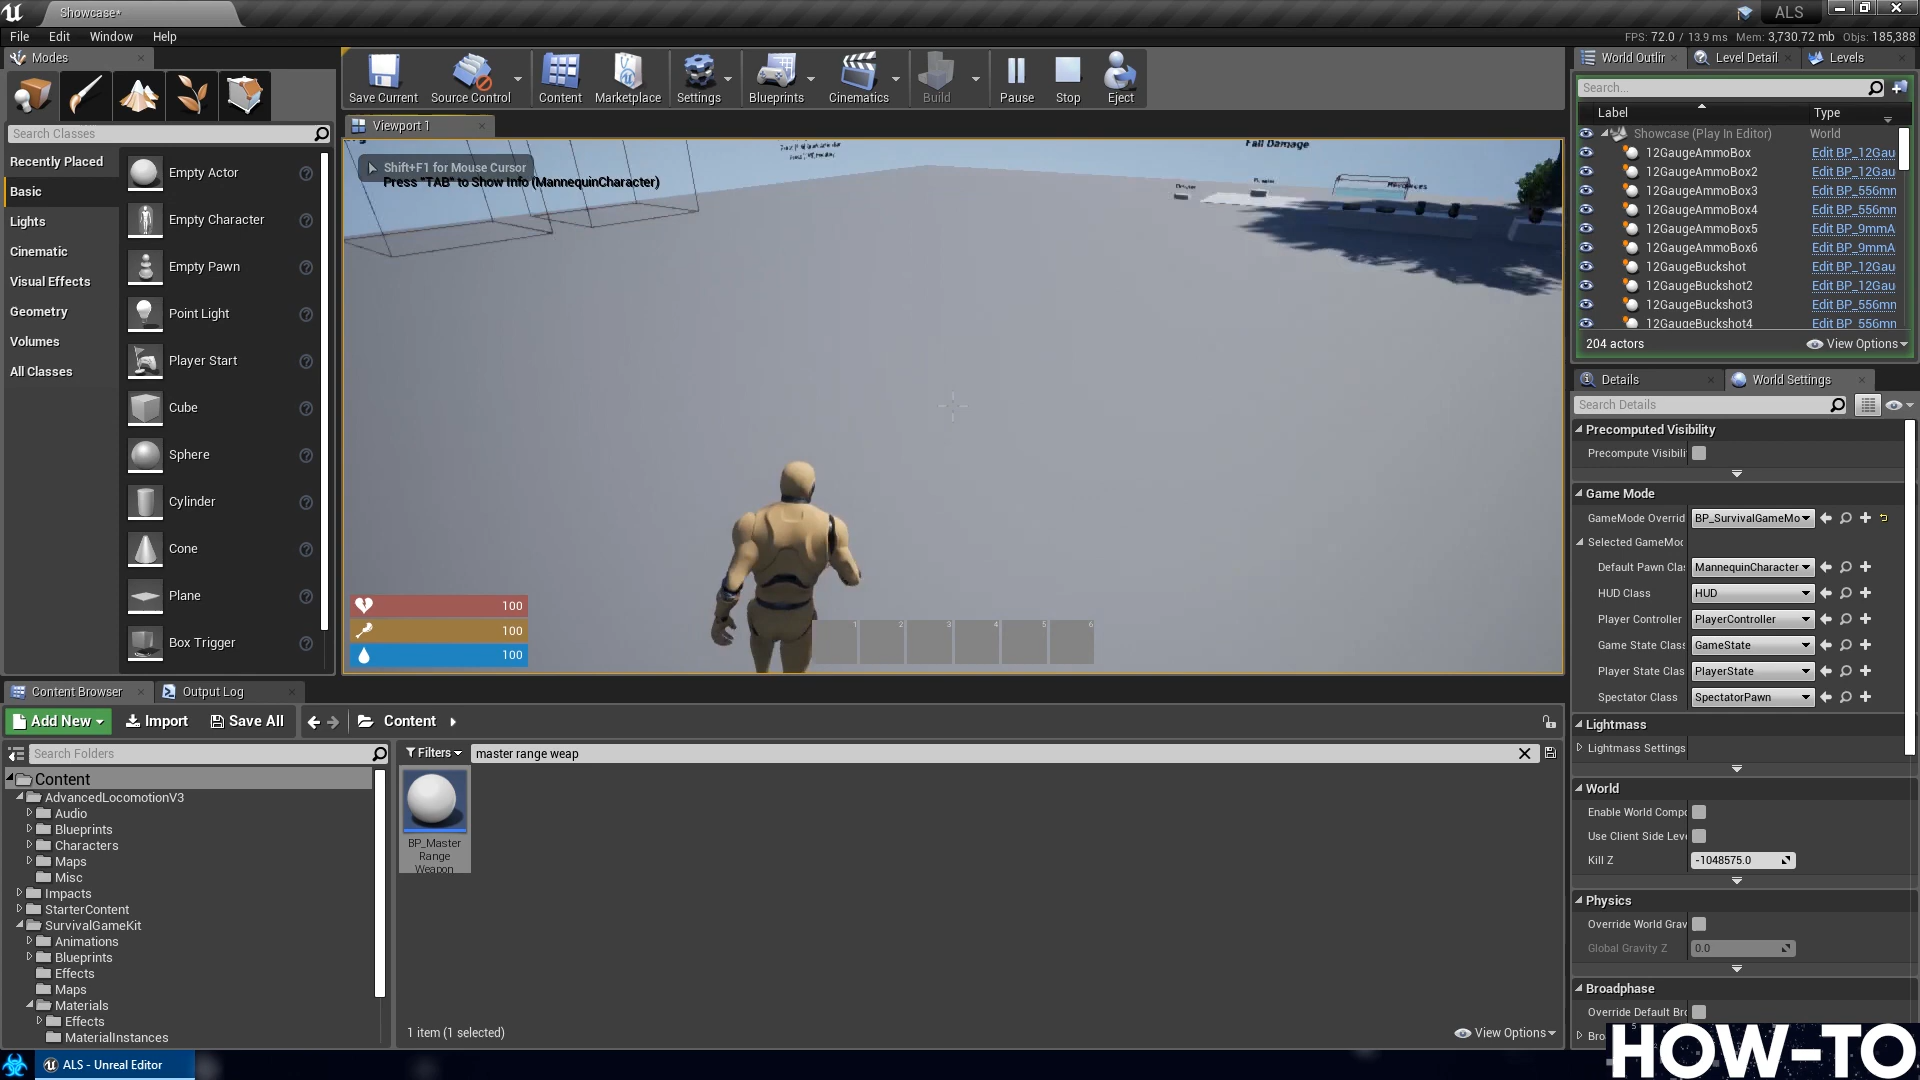 Showcase*
ALS
File Edit Window Help
FPS: 72.0 / 13.9 ms Mem: 3,730.72 mb Objs: 185,388
Modes
Search Classes
Recently Placed
Basic
Lights
Cinematic
Visual Effects
Geometry
Volumes
All Classes
Empty Actor
Empty Character
Empty Pawn
Point Light
Player Start
Cube
Sphere
Cylinder
Cone
Plane
Box Trigger
Save Current
Source Control
Content
Marketplace
Settings
Blueprints
Cinematics
Build
Pause
Stop
Eject
Viewport 1
Shift+F1 for Mouse Cursor
Press "TAB" to Show Info (MannequinCharacter)
Fall Damage
100
100
100
1 2 3 4 5 6
World Outlir
Level Detail
Levels
Search...
Label Type
Showcase (Play In Editor) World
12GaugeAmmoBox Edit BP_12Gau
12GaugeAmmoBox2 Edit BP_12Gau
12GaugeAmmoBox3 Edit BP_556mn
12GaugeAmmoBox4 Edit BP_556mn
12GaugeAmmoBox5 Edit BP_9mmA
12GaugeAmmoBox6 Edit BP_9mmA
12GaugeBuckshot Edit BP_12Gau
12GaugeBuckshot2 Edit BP_12Gau
12GaugeBuckshot3 Edit BP_556mn
12GaugeBuckshot4 Edit BP_556mn
204 actors View Options
Details
World Settings
Search Details
Precomputed Visibility
Precompute Visibili
Game Mode
GameMode Overrid BP_SurvivalGameMo
Selected GameMod
Default Pawn Clas MannequinCharacter
HUD Class HUD
Player Controller PlayerController
Game State Class GameState
Player State Clas PlayerState
Spectator Class SpectatorPawn
Lightmass
Lightmass Settings
World
Enable World Compo
Use Client Side Leve
Kill Z -1048575.0
Physics
Override World Grav
Global Gravity Z 0.0
Broadphase
Override Default Bro
Bro
Content Browser
Output Log
Add New
Import
Save All
Content
Search Folders
Filters
master range weap
Content
AdvancedLocomotionV3
Audio
Blueprints
Characters
Maps
Misc
Impacts
StarterContent
SurvivalGameKit
Animations
Blueprints
Effects
Maps
Materials
Effects
MaterialInstances
BP_Master
Range
Weapon
1 item (1 selected)
View Options
ALS - Unreal Editor
HOW-TO